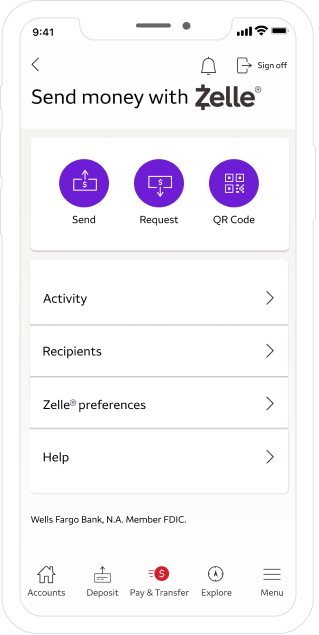 9:41
Sign off
Send money with Zelle®
Send
Request
QR Code
Activity
Recipients
Zelle® preferences
Help
Wells Fargo Bank, N.A. Member FDIC.
Accounts
Deposit
Pay & Transfer
Explore
Menu